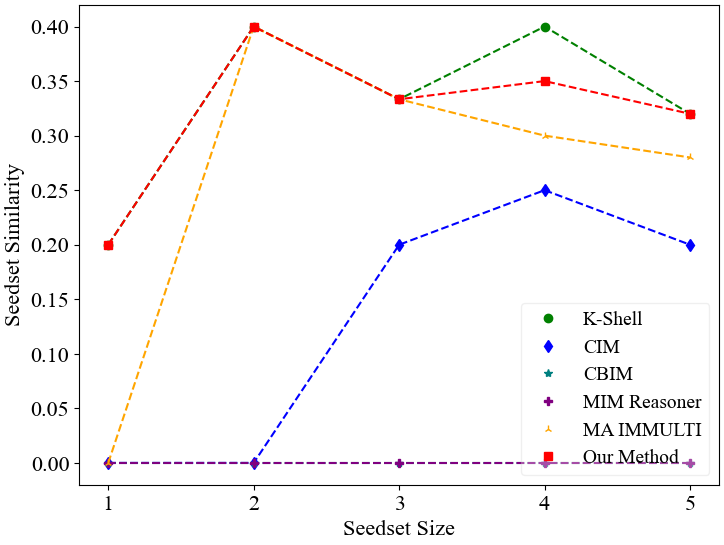 0.40
0.35
0.30
0.25
0.20
0.15
0.10
0.05
0.00
Seedset Similarity
1 2 3 4 5
Seedset Size
K-Shell
CIM
CBIM
MIM Reasoner
MA IMMULTI
Our Method